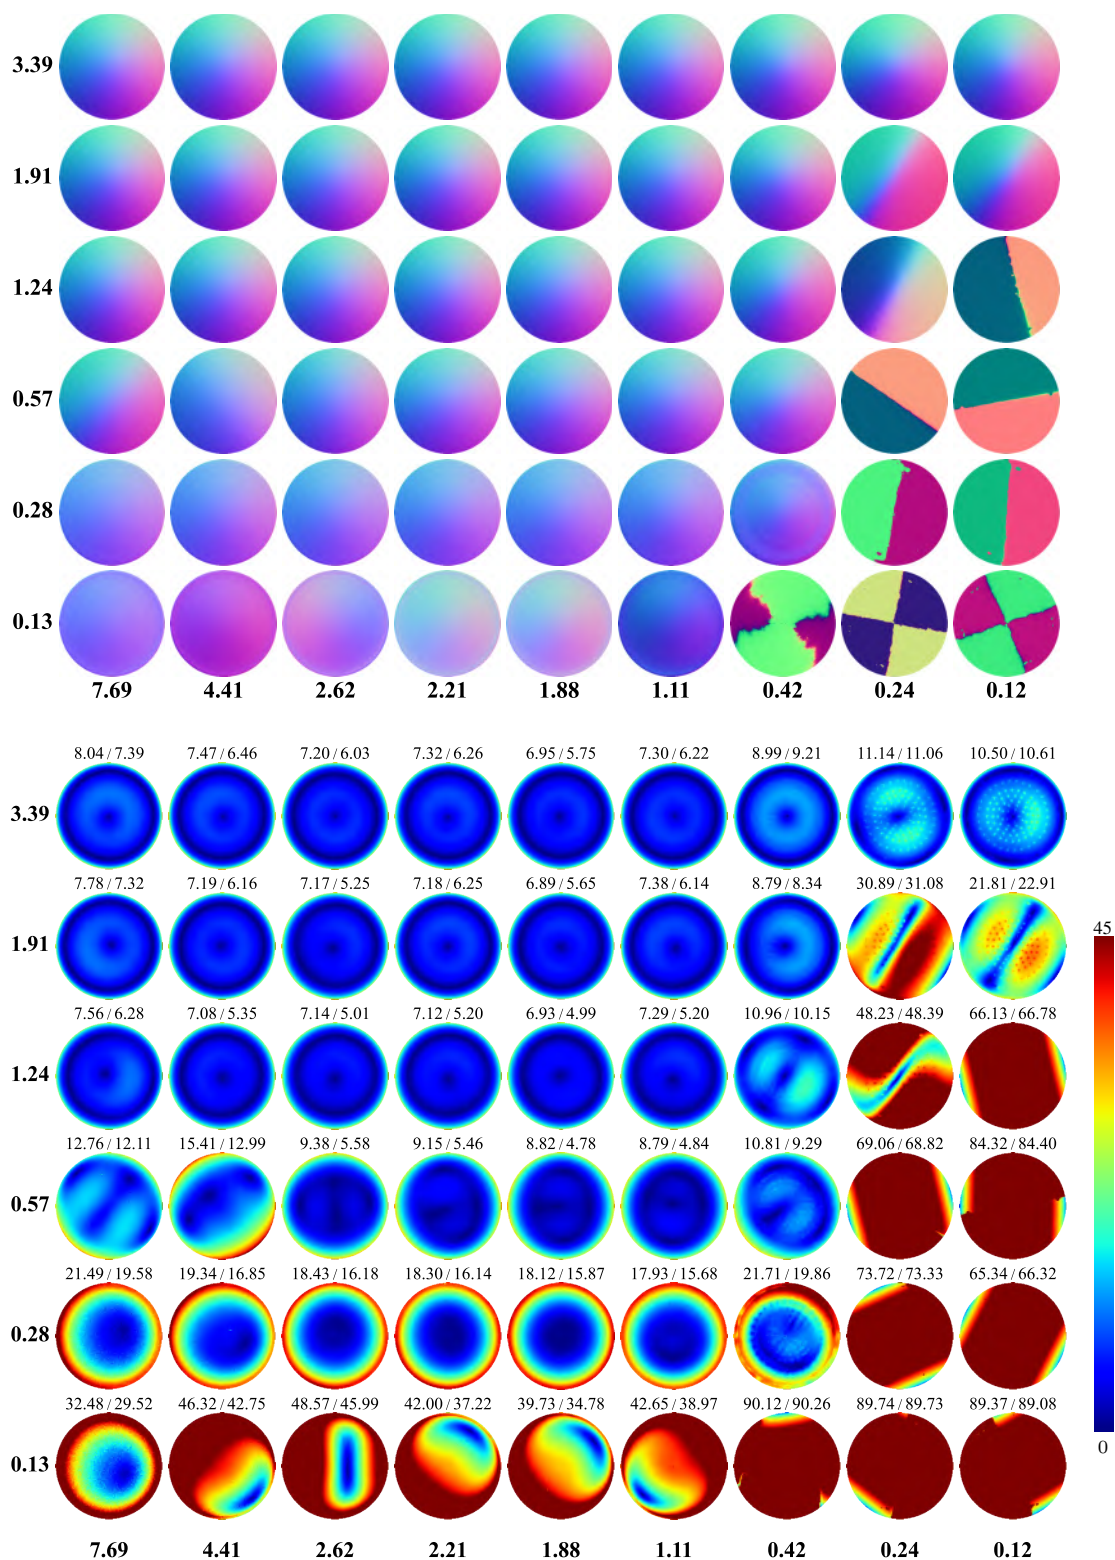 3.39
1.91
1.24
0.57
0.28
0.13
7.69 4.41 2.62 2.21 1.88 1.11 0.42 0.24 0.12
8.04 / 7.39 7.47 / 6.46 7.20 / 6.03 7.32 / 6.26 6.95 / 5.75 7.30 / 6.22 8.99 / 9.21 11.14 / 11.06 10.50 / 10.61
3.39
7.78 / 7.32 7.19 / 6.16 7.17 / 5.25 7.18 / 6.25 6.89 / 5.65 7.38 / 6.14 8.79 / 8.34 30.89 / 31.08 21.81 / 22.91
45
1.91
7.56 / 6.28 7.08 / 5.35 7.14 / 5.01 7.12 / 5.20 6.93 / 4.99 7.29 / 5.20 10.96 / 10.15 48.23 / 48.39 66.13 / 66.78
1.24
12.76 / 12.11 15.41 / 12.99 9.38 / 5.58 9.15 / 5.46 8.82 / 4.78 8.79 / 4.84 10.81 / 9.29 69.06 / 68.82 84.32 / 84.40
0.57
21.49 / 19.58 19.34 / 16.85 18.43 / 16.18 18.30 / 16.14 18.12 / 15.87 17.93 / 15.68 21.71 / 19.86 73.72 / 73.33 65.34 / 66.32
0.28
32.48 / 29.52 46.32 / 42.75 48.57 / 45.99 42.00 / 37.22 39.73 / 34.78 42.65 / 38.97 90.12 / 90.26 89.74 / 89.73 89.37 / 89.08
0
0.13
7.69 4.41 2.62 2.21 1.88 1.11 0.42 0.24 0.12